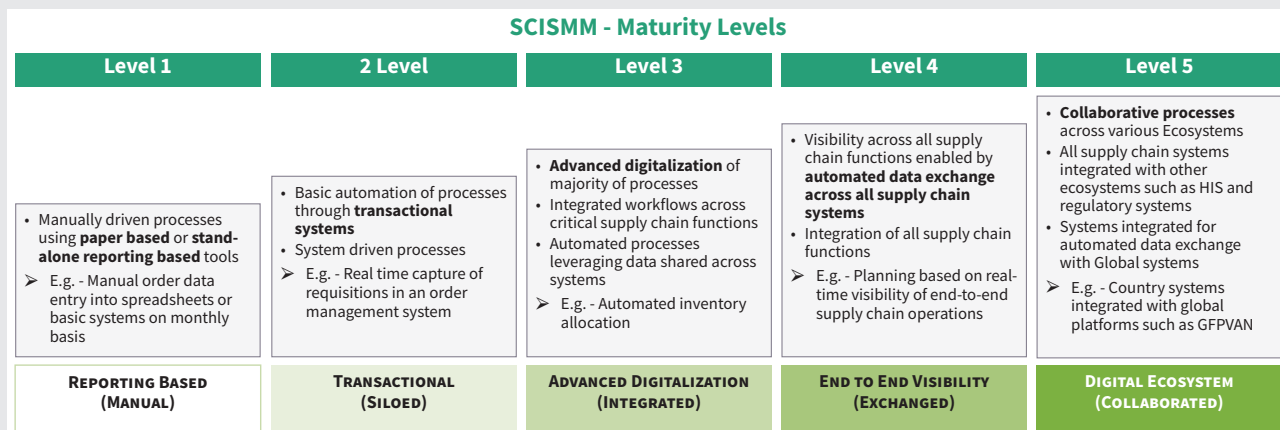 SCISMM - Maturity Levels
Level 1
• Manually driven processes
using paper based or stand-
alone reporting based tools
➢ E.g. - Manual order data
entry into spreadsheets or
basic systems on monthly
basis
REPORTING BASED
(MANUAL)
2 Level
• Basic automation of processes
through transactional
systems
• System driven processes
➢ E.g. - Real time capture of
requisitions in an order
management system
TRANSACTIONAL
(SILOED)
Level 3
• Advanced digitalization of
majority of processes
• Integrated workflows across
critical supply chain functions
• Automated processes
leveraging data shared across
systems
➢ E.g. - Automated inventory
allocation
ADVANCED DIGITALIZATION
(INTEGRATED)
Level 4
• Visibility across all supply
chain functions enabled by
automated data exchange
across all supply chain
systems
• Integration of all supply chain
functions
➢ E.g. - Planning based on real-
time visibility of end-to-end
supply chain operations
END TO END VISIBILITY
(EXCHANGED)
Level 5
• Collaborative processes
across various Ecosystems
• All supply chain systems
integrated with other
ecosystems such as HIS and
regulatory systems
• Systems integrated for
automated data exchange
with Global systems
➢ E.g. - Country systems
integrated with global
platforms such as GFPVAN
DIGITAL ECOSYSTEM
(COLLABORATED)